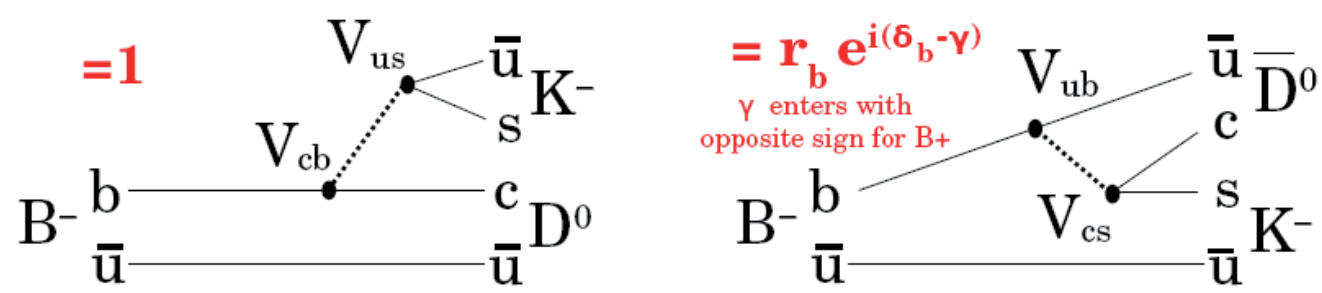 =1
V_us
u̅
K⁻
s
V_cb
b
c
B⁻
D⁰
u̅
u̅
= r_b e^i(δ_b-γ)
γ enters with
opposite sign for B+
V_ub
u̅
D̅⁰
c
b
s
B⁻
V_cs
K⁻
u̅
u̅